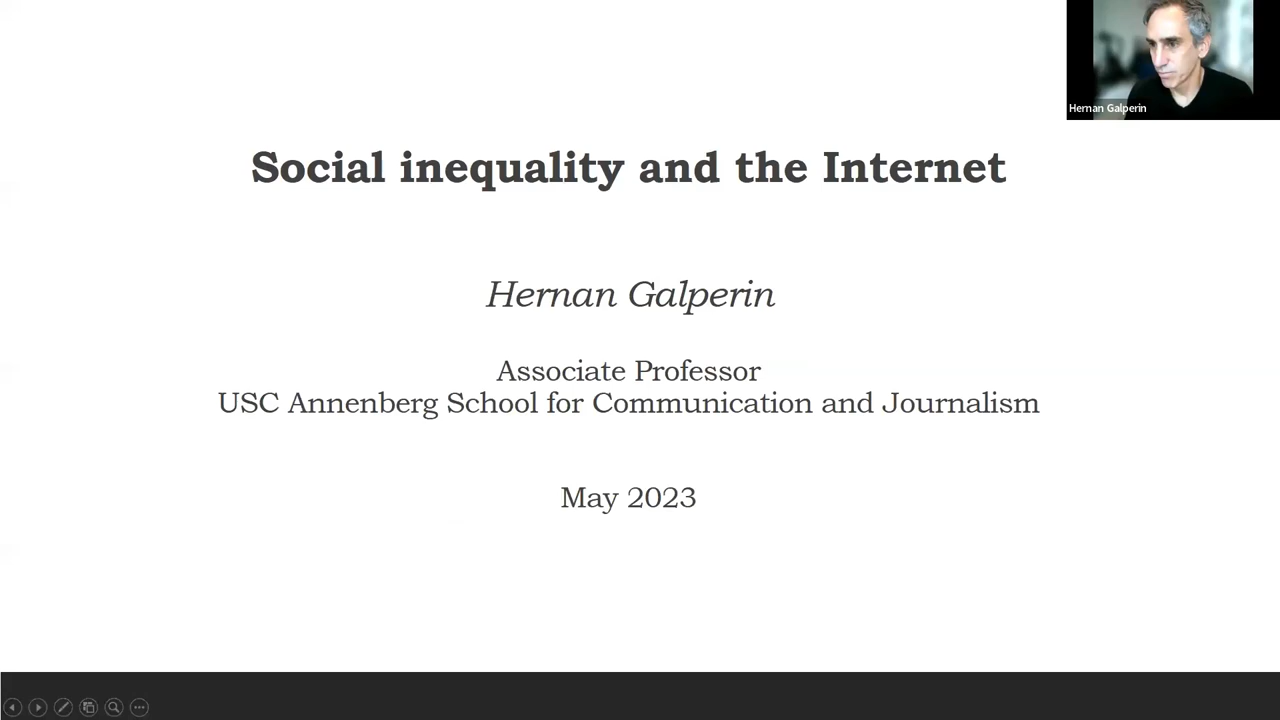 Hernan Galperin
Social inequality and the Internet
Hernan Galperin
Associate Professor
USC Annenberg School for Communication and Journalism
May 2023